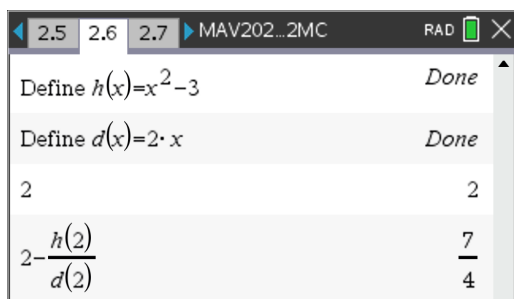 2.5 2.6 2.7 MAV202...2MC RAD
Define h(x)=x²−3 Done
Define d(x)=2·x Done
2 2
2−h(2)/d(2) 7/4